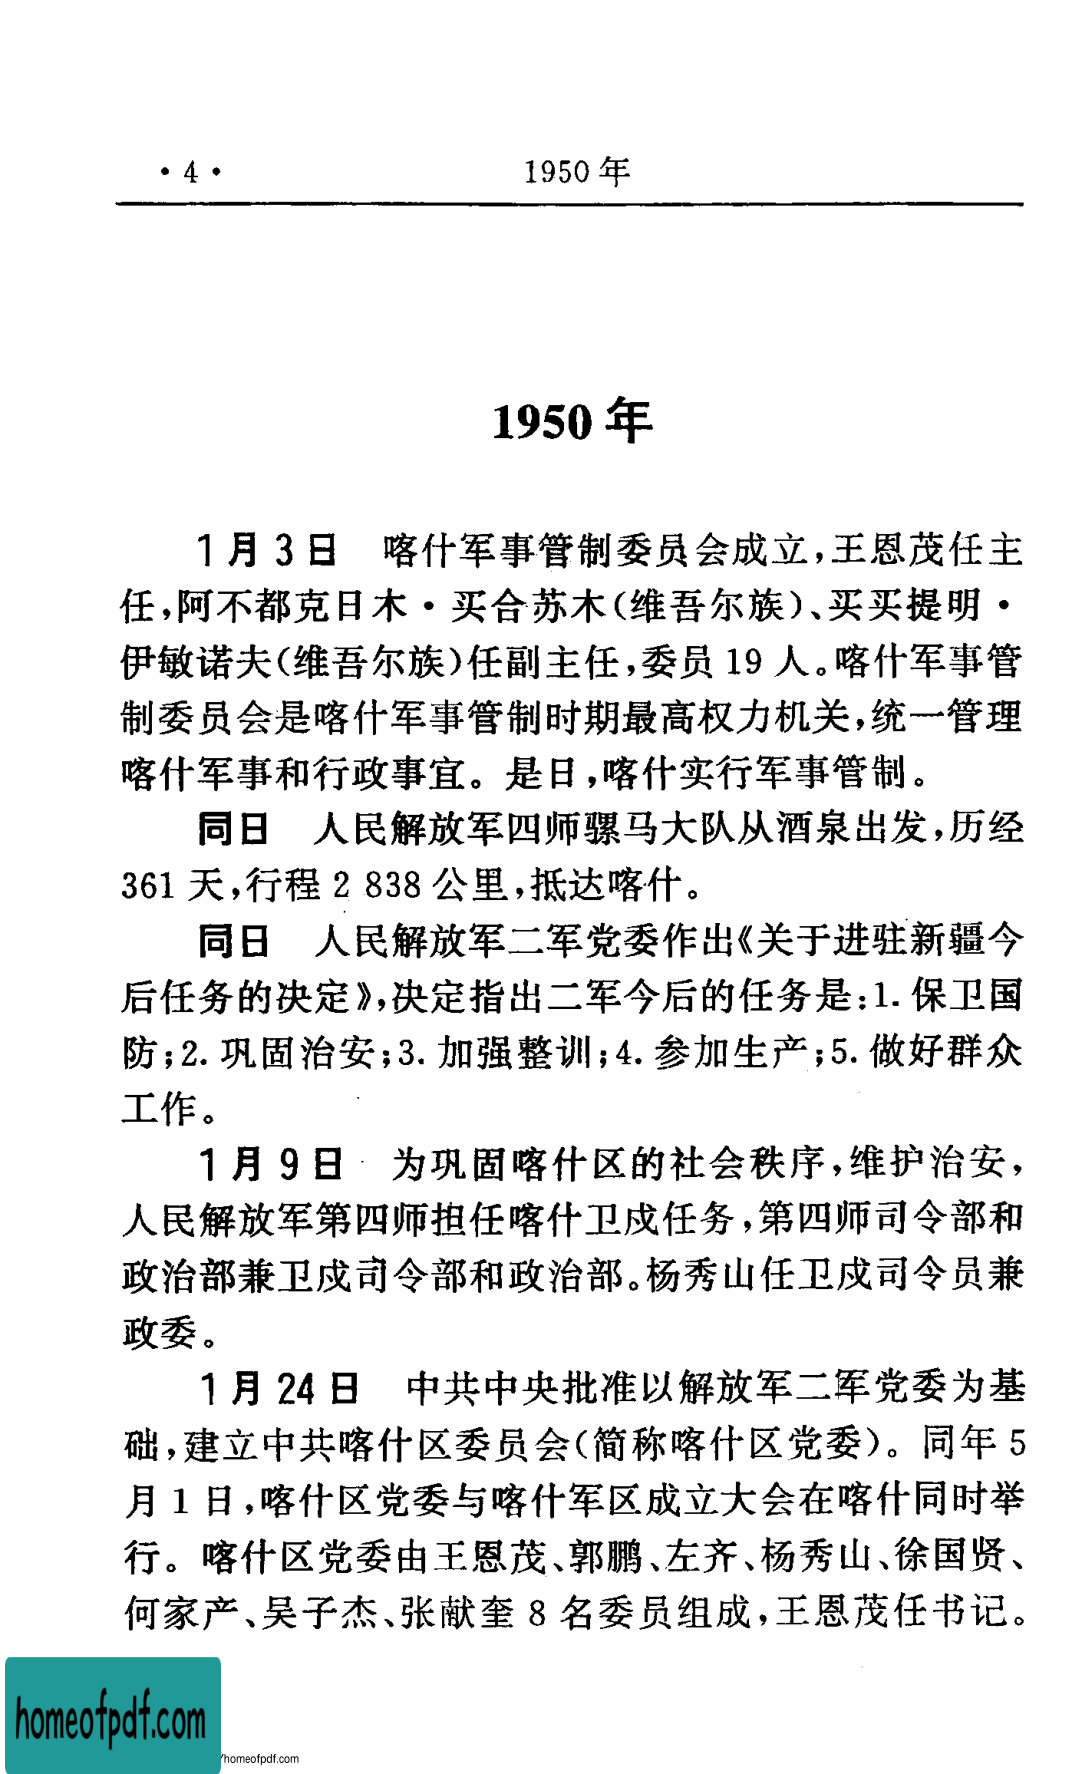 ·4· 1950年
1950年
1月3日 喀什军事管制委员会成立,王恩茂任主
任,阿不都克日木·买合苏木(维吾尔族)、买买提明·
伊敏诺夫(维吾尔族)任副主任,委员19人。喀什军事管
制委员会是喀什军事管制时期最高权力机关,统一管理
喀什军事和行政事宜。是日,喀什实行军事管制。
同日 人民解放军四师骡马大队从酒泉出发,历经
361天,行程2 838公里,抵达喀什。
同日 人民解放军二军党委作出《关于进驻新疆今
后任务的决定》,决定指出二军今后的任务是:1.保卫国
防;2.巩固治安;3.加强整训;4.参加生产;5.做好群众
工作。
1月9日 为巩固喀什区的社会秩序,维护治安,
人民解放军第四师担任喀什卫戍任务,第四师司令部和
政治部兼卫戍司令部和政治部。杨秀山任卫戍司令员兼
政委。
1月24日 中共中央批准以解放军二军党委为基
础,建立中共喀什区委员会(简称喀什区党委)。同年5
月1日,喀什区党委与喀什军区成立大会在喀什同时举
行。喀什区党委由王恩茂、郭鹏、左齐、杨秀山、徐国贤、
何家产、吴子杰、张献奎8名委员组成,王恩茂任书记。
homeofpdf.com
/homeofpdf.com